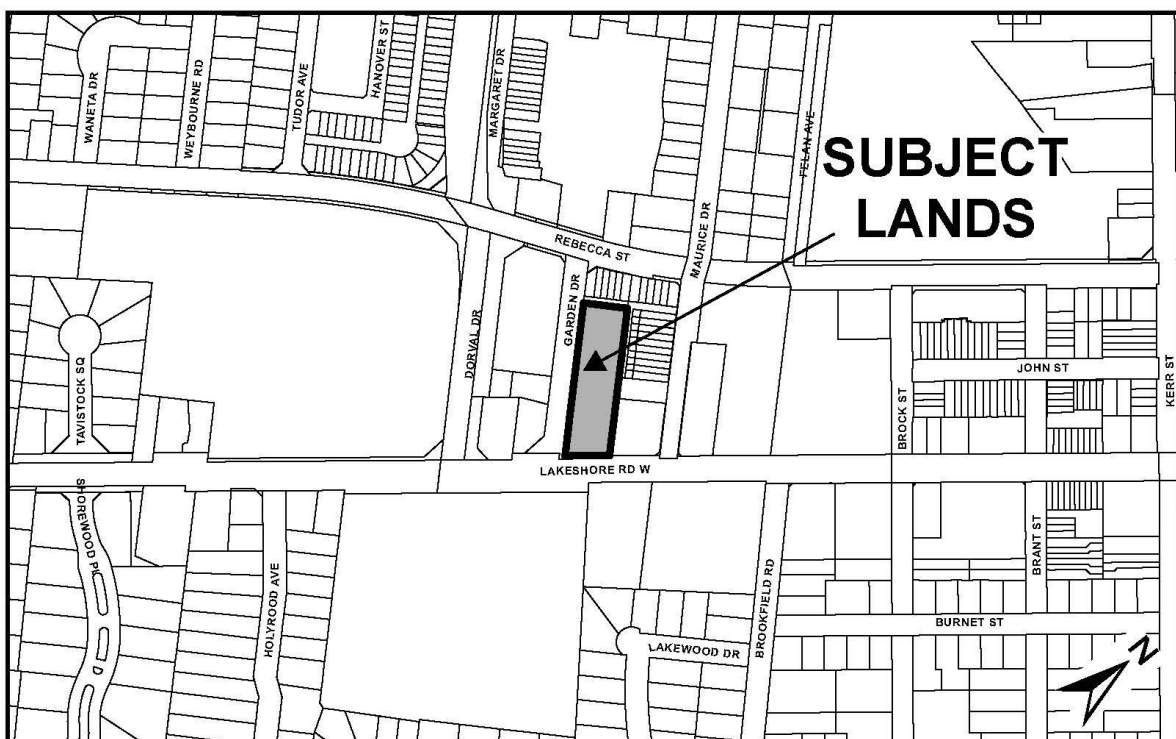 WANETA DR
WEYBOURNE RD
TUDOR AVE
HANOVER ST
MARGARET DR
FELAN AVE
SUBJECT
LANDS
REBECCA ST
MAURICE DR
GARDEN DR
DORVAL DR
TAVISTOCK SQ
JOHN ST
KERR ST
BROCK ST
LAKESHORE RD W
SHOREWOOD PL
D
HOLYROOD AVE
BRANT ST
BROOKFIELD RD
BURNET ST
LAKEWOOD DR
N